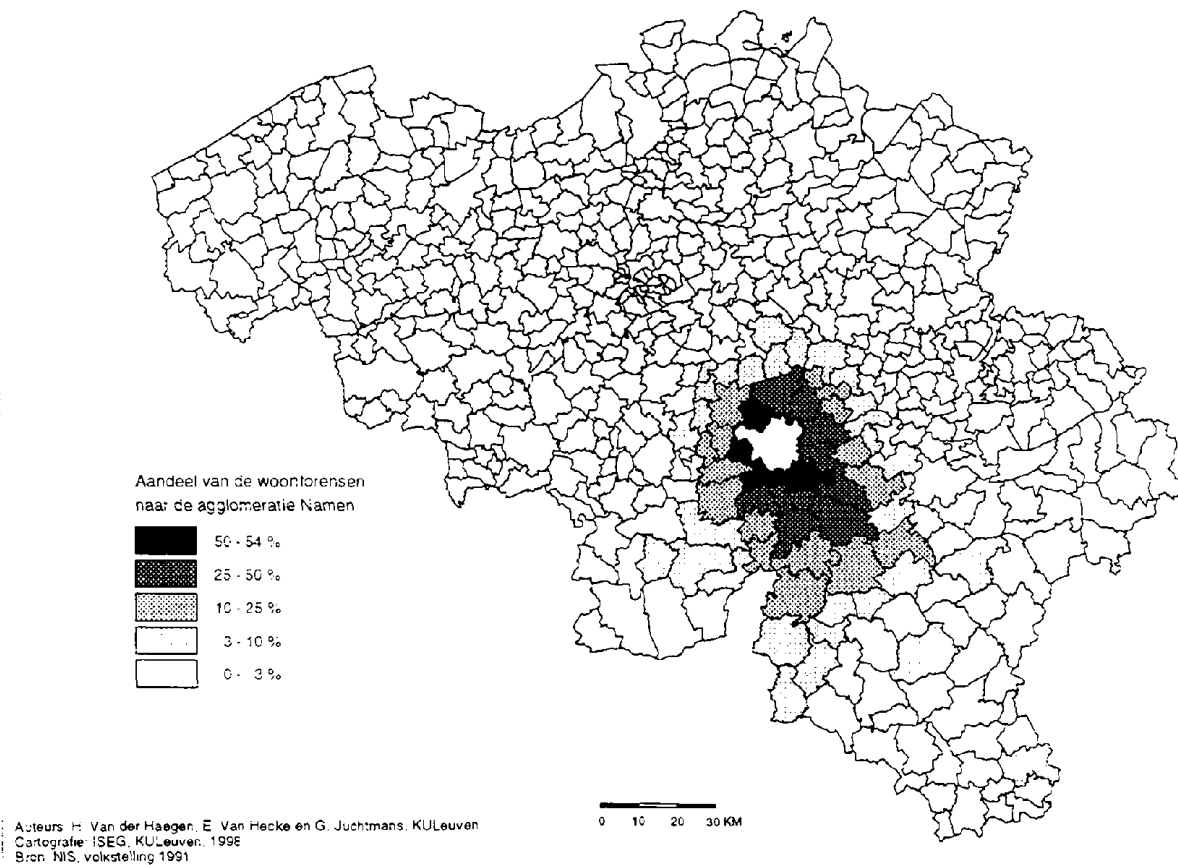 Aandeel van de woonforensen
naar de agglomeratie Namen
50 - 54 %
25 - 50 %
10 - 25 %
3 - 10 %
0 - 3 %
0 10 20 30 KM
Auteurs: H. Van der Haegen, E. Van Hecke en G. Juchtmans, KULeuven
Cartografie: ISEG, KULeuven, 1998
Bron: NIS, volkstelling 1991